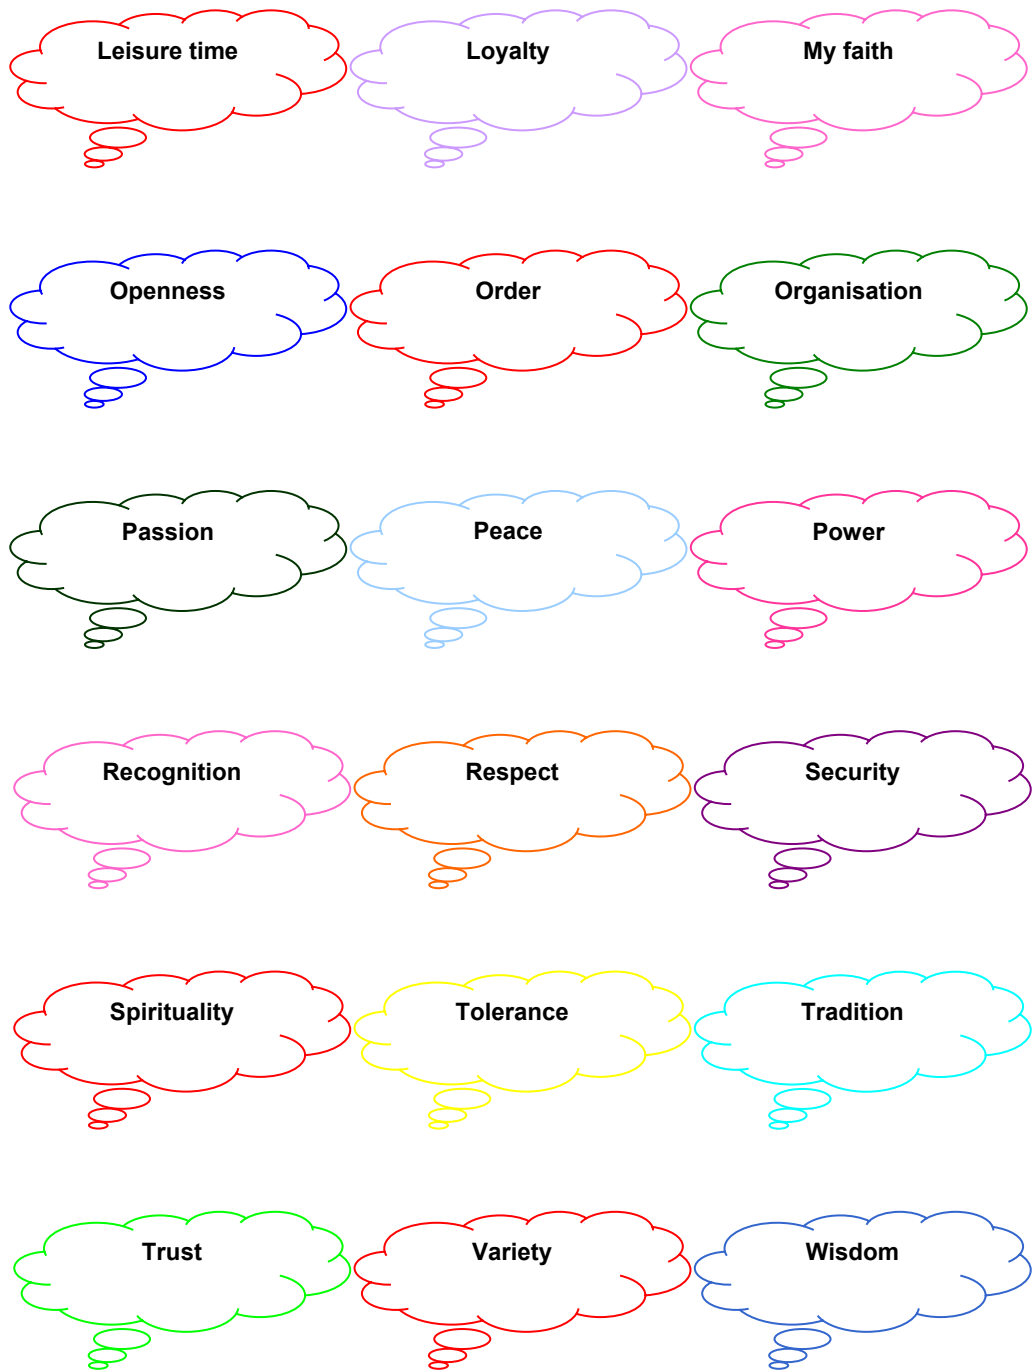 Leisure time
Loyalty
My faith
Openness
Order
Organisation
Passion
Peace
Power
Recognition
Respect
Security
Spirituality
Tolerance
Tradition
Trust
Variety
Wisdom